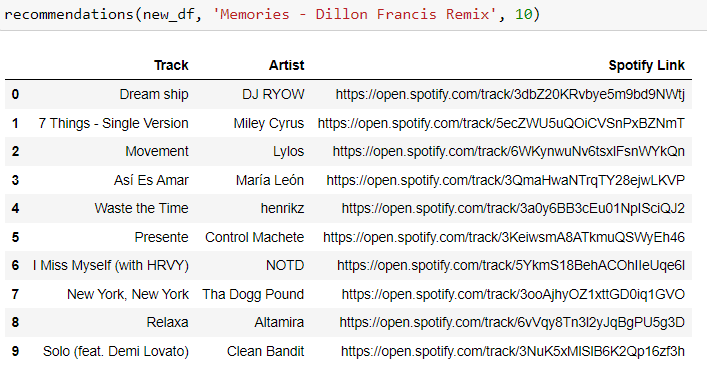 recommendations(new_df, 'Memories - Dillon Francis Remix', 10)
Track Artist Spotify Link
0 Dream ship DJ RYOW https://open.spotify.com/track/3dbZ20KRvbye5m9bd9NWtj
1 7 Things - Single Version Miley Cyrus https://open.spotify.com/track/5ecZWU5uQOiCVSnPxBZNmT
2 Movement Lylos https://open.spotify.com/track/6WKynwuNv6tsxlFsnWYkQn
3 Así Es Amar María León https://open.spotify.com/track/3QmaHwaNTrqTY28ejwLKVP
4 Waste the Time henrikz https://open.spotify.com/track/3a0y6BB3cEu01NpISciQJ2
5 Presente Control Machete https://open.spotify.com/track/3KeiwsmA8ATkmuQSWyEh46
6 I Miss Myself (with HRVY) NOTD https://open.spotify.com/track/5YkmS18BehACOhIIeUqe6I
7 New York, New York Tha Dogg Pound https://open.spotify.com/track/3ooAjhyOZ1xttGD0iq1GVO
8 Relaxa Altamira https://open.spotify.com/track/6vVqy8Tn3I2yJqBgPU5g3D
9 Solo (feat. Demi Lovato) Clean Bandit https://open.spotify.com/track/3NuK5xMlSlB6K2Qp16zf3h